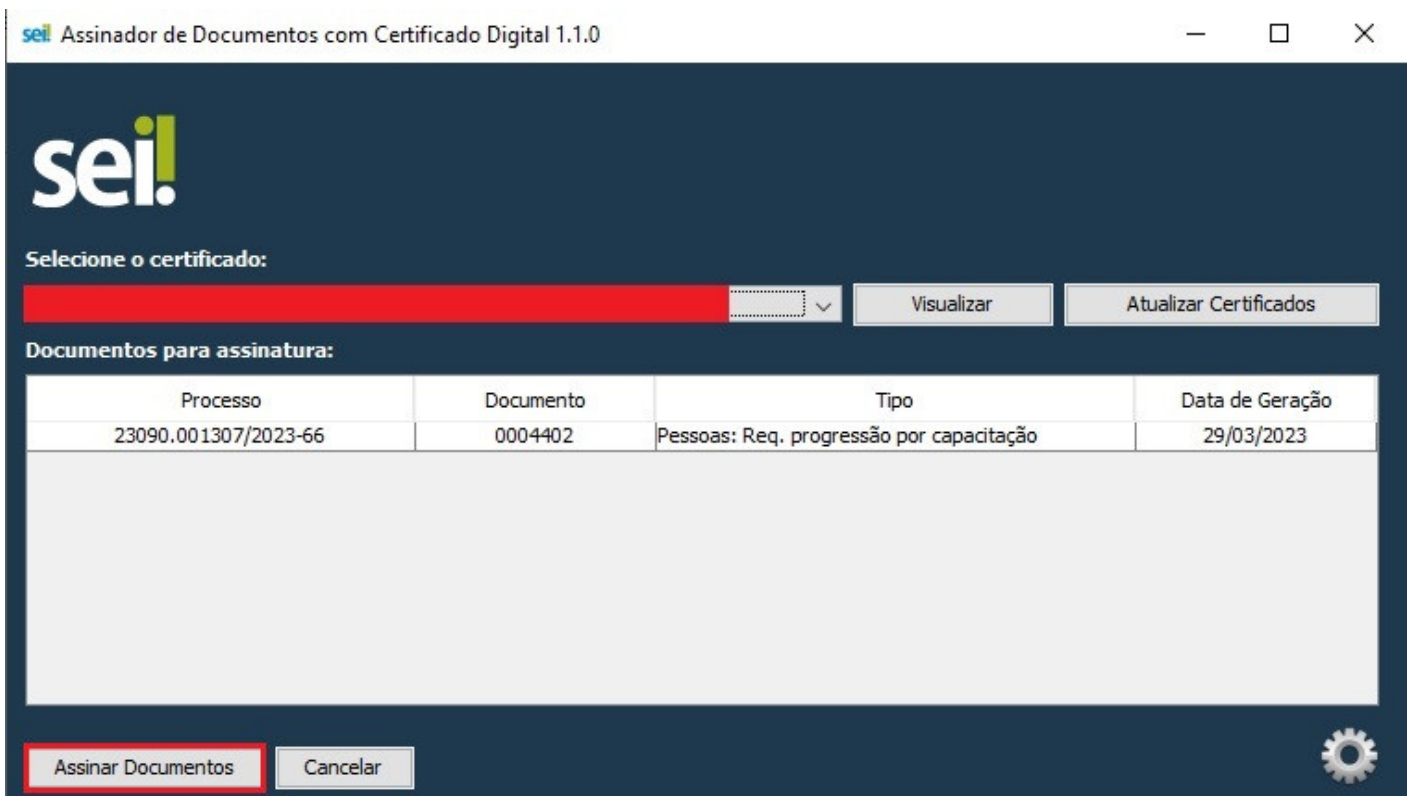 sei! Assinador de Documentos com Certificado Digital 1.1.0
sei!
Selecione o certificado:
Visualizar Atualizar Certificados
Documentos para assinatura:
Processo Documento Tipo Data de Geração
23090.001307/2023-66 0004402 Pessoas: Req. progressão por capacitação 29/03/2023
Assinar Documentos Cancelar